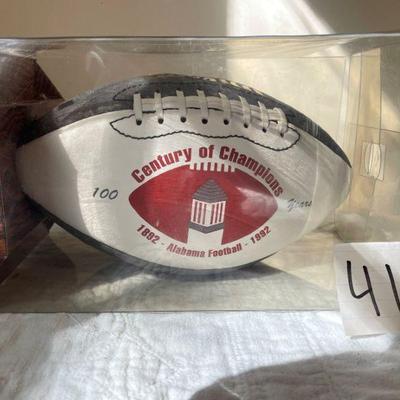 Century of Champions
100 Years
1892 - Alabama Football - 1992
41